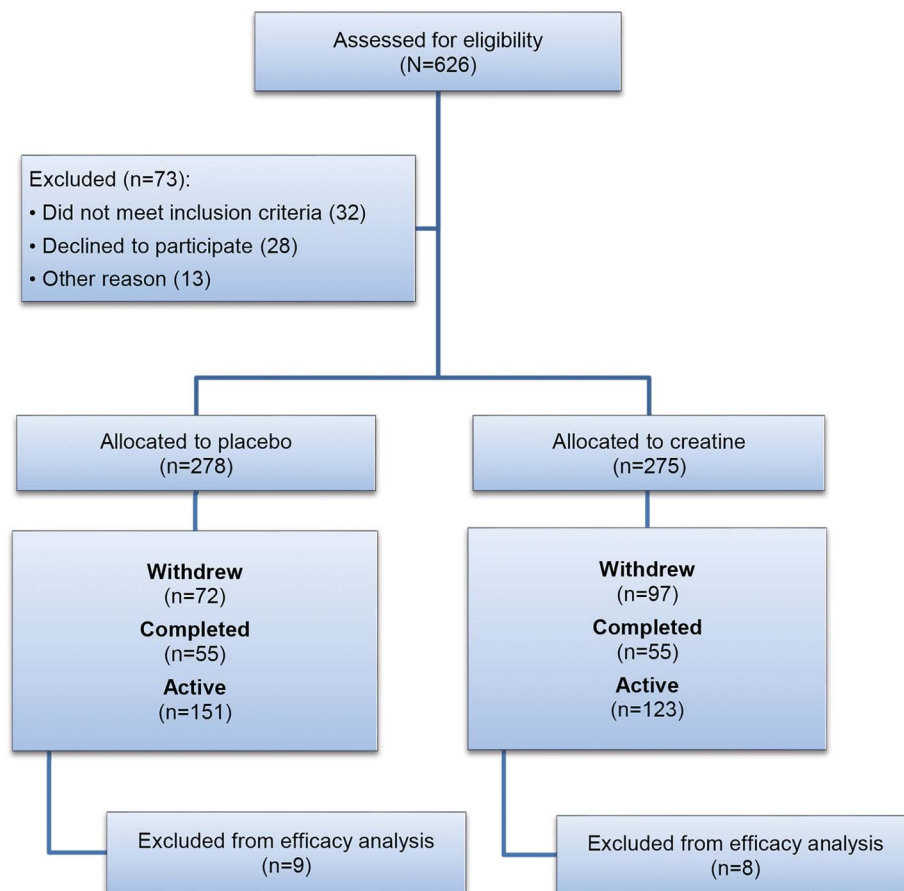 Assessed for eligibility
(N=626)
Excluded (n=73):
• Did not meet inclusion criteria (32)
• Declined to participate (28)
• Other reason (13)
Allocated to placebo
(n=278)
Allocated to creatine
(n=275)
Withdrew
(n=72)
Completed
(n=55)
Active
(n=151)
Withdrew
(n=97)
Completed
(n=55)
Active
(n=123)
Excluded from efficacy analysis
(n=9)
Excluded from efficacy analysis
(n=8)